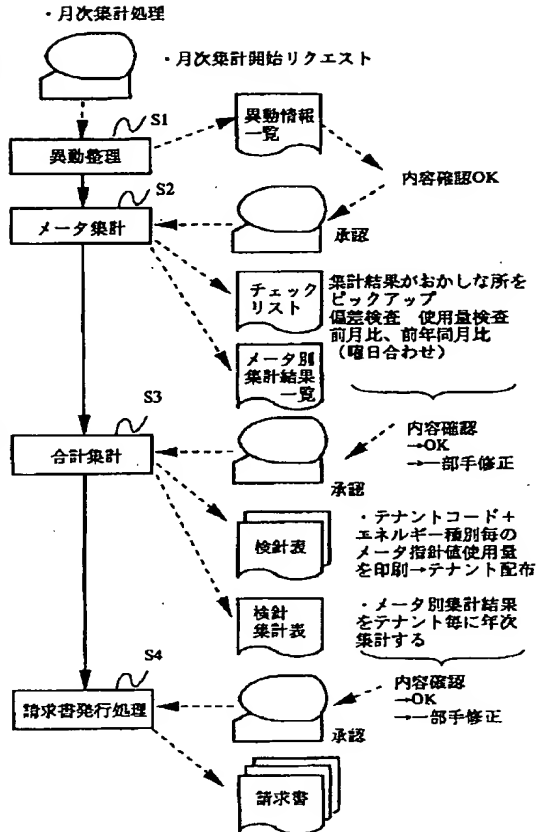 ・月次集計処理
・月次集計開始リクエスト
S1
異動整理
異動情報
一覧
内容確認OK
S2
メータ集計
承認
チェック
リスト
集計結果がおかしな所を
ピックアップ
偏差検査 使用量検査
前月比、前年同月比
(曜日合わせ)
メータ別
集計結果
一覧
S3
合計集計
内容確認
→OK
→一部手修正
承認
検針表
・テナントコード+
エネルギー種別毎の
メータ指針値使用量
を印刷→テナント配布
検針
集計表
・メータ別集計結果
をテナント毎に年次
集計する
S4
請求書発行処理
内容確認
→OK
→一部手修正
承認
請求書